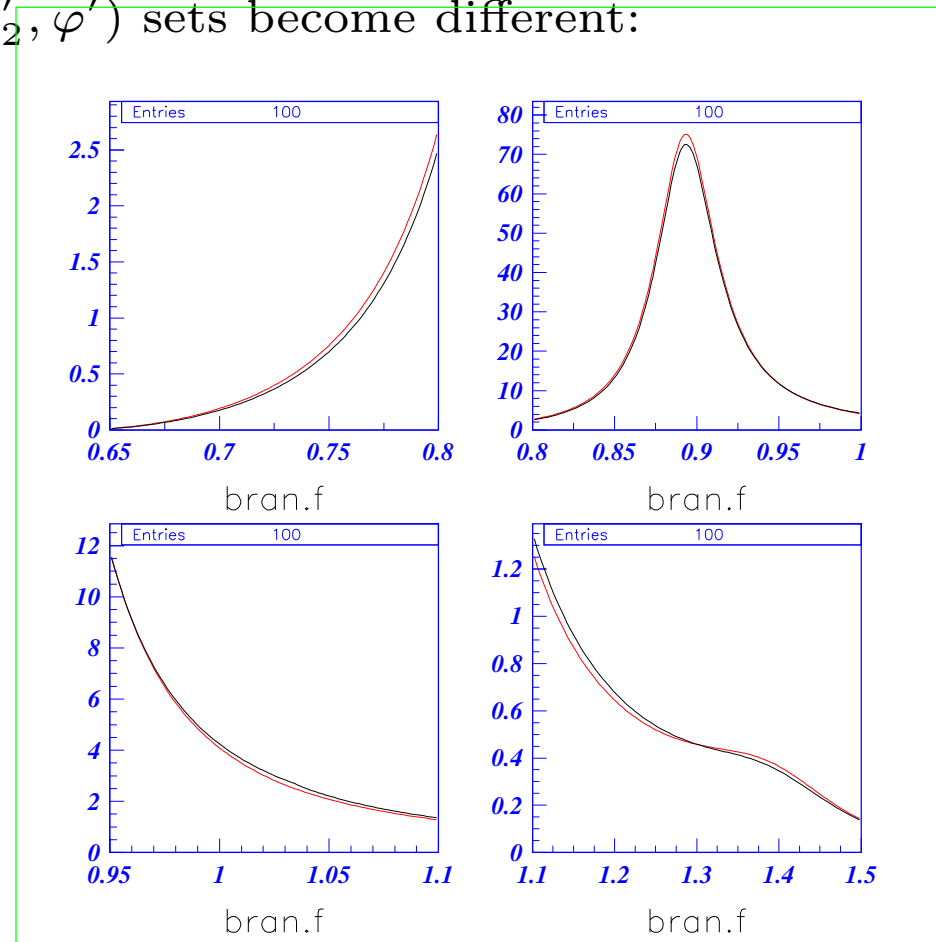 ′₂, φ′) sets become different:
Entries 100
2.5
2
1.5
1
0.5
0
0.65 0.7 0.75 0.8
bran.f
Entries 100
80
70
60
50
40
30
20
10
0
0.8 0.85 0.9 0.95 1
bran.f
Entries 100
12
10
8
6
4
2
0
0.95 1 1.05 1.1
bran.f
Entries 100
1.2
1
0.8
0.6
0.4
0.2
0
1.1 1.2 1.3 1.4 1.5
bran.f